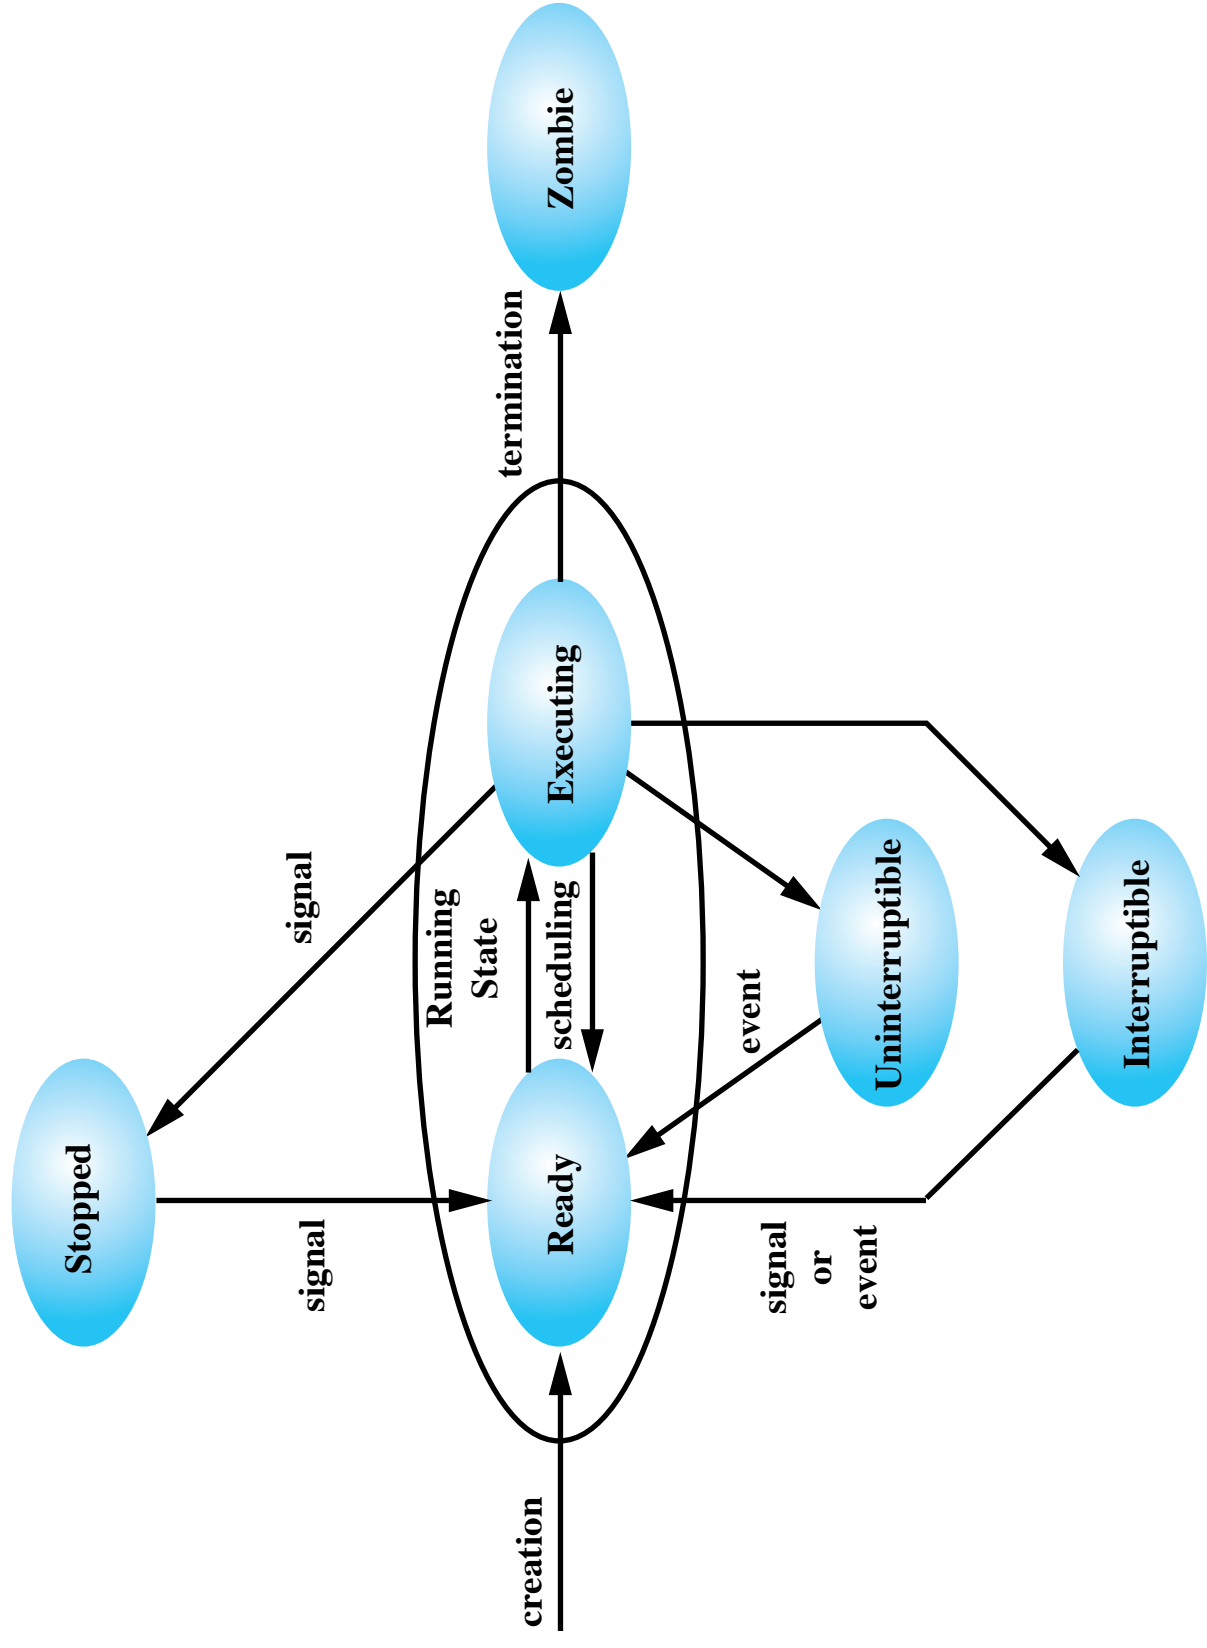 Stopped
signal
signal
creation
Ready
Running
State
scheduling
Executing
termination
Zombie
event
signal
or
event
Uninterruptible
Interruptible